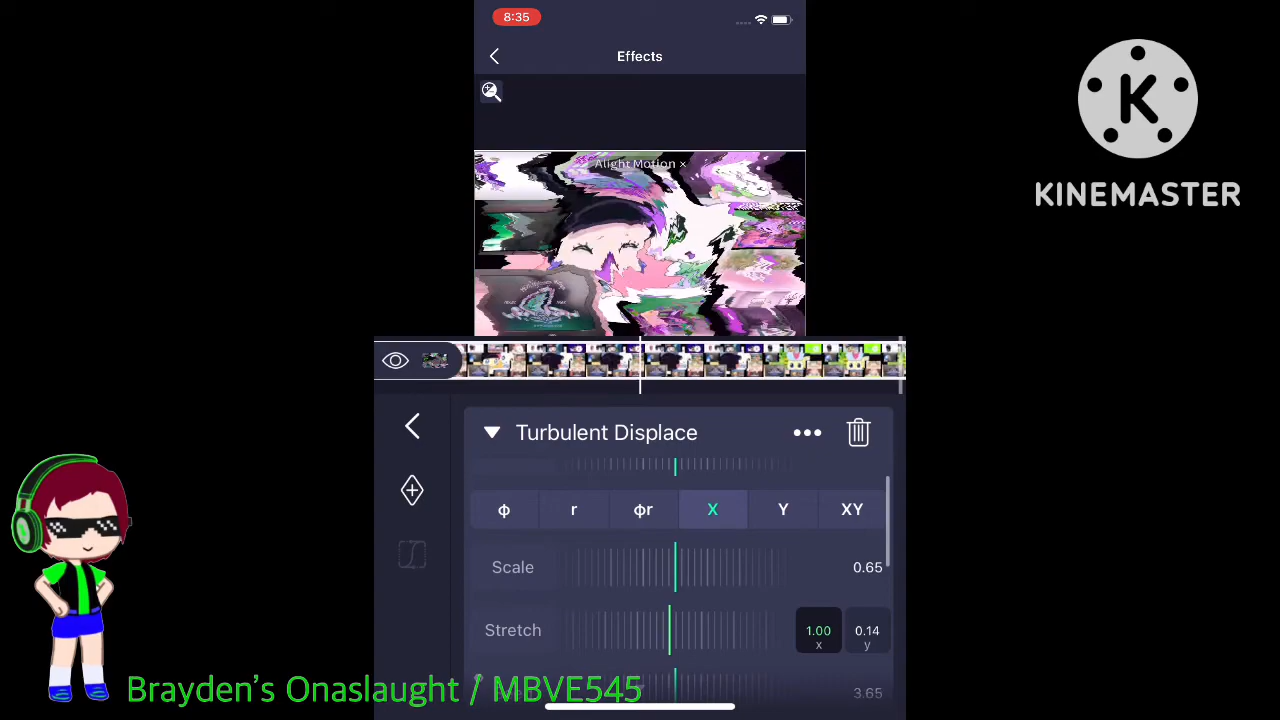 8:35
Effects
Alight Motion ×
K
KINEMASTER
Turbulent Displace
ϕ r ϕr X Y XY
Scale 0.65
Stretch 1.00 x 0.14 y
3.65
Brayden’s Onaslaught / MBVE545